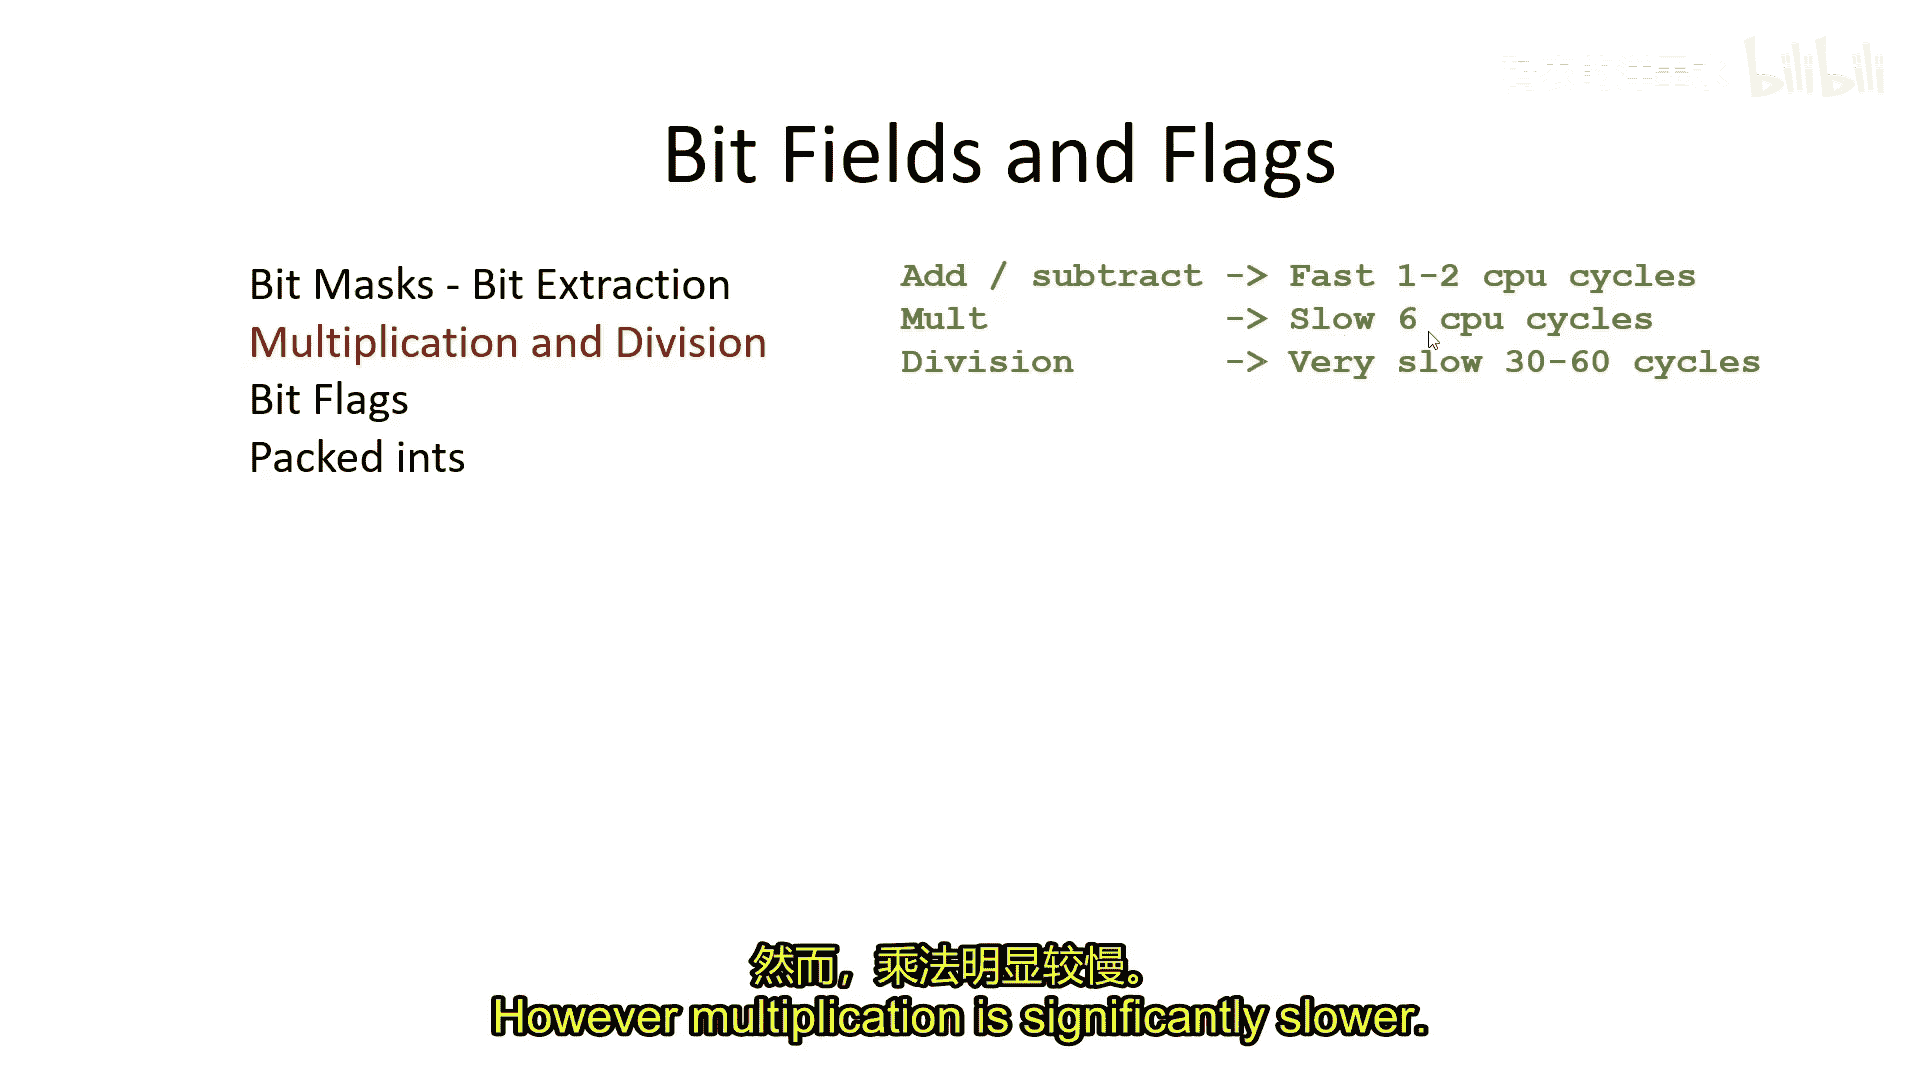 bilibili
Bit Fields and Flags
Bit Masks - Bit Extraction
Multiplication and Division
Bit Flags
Packed ints
Add / subtract -> Fast 1-2 cpu cycles
Mult -> Slow 6 cpu cycles
Division -> Very slow 30-60 cycles
然而，乘法明显较慢。
However multiplication is significantly slower.